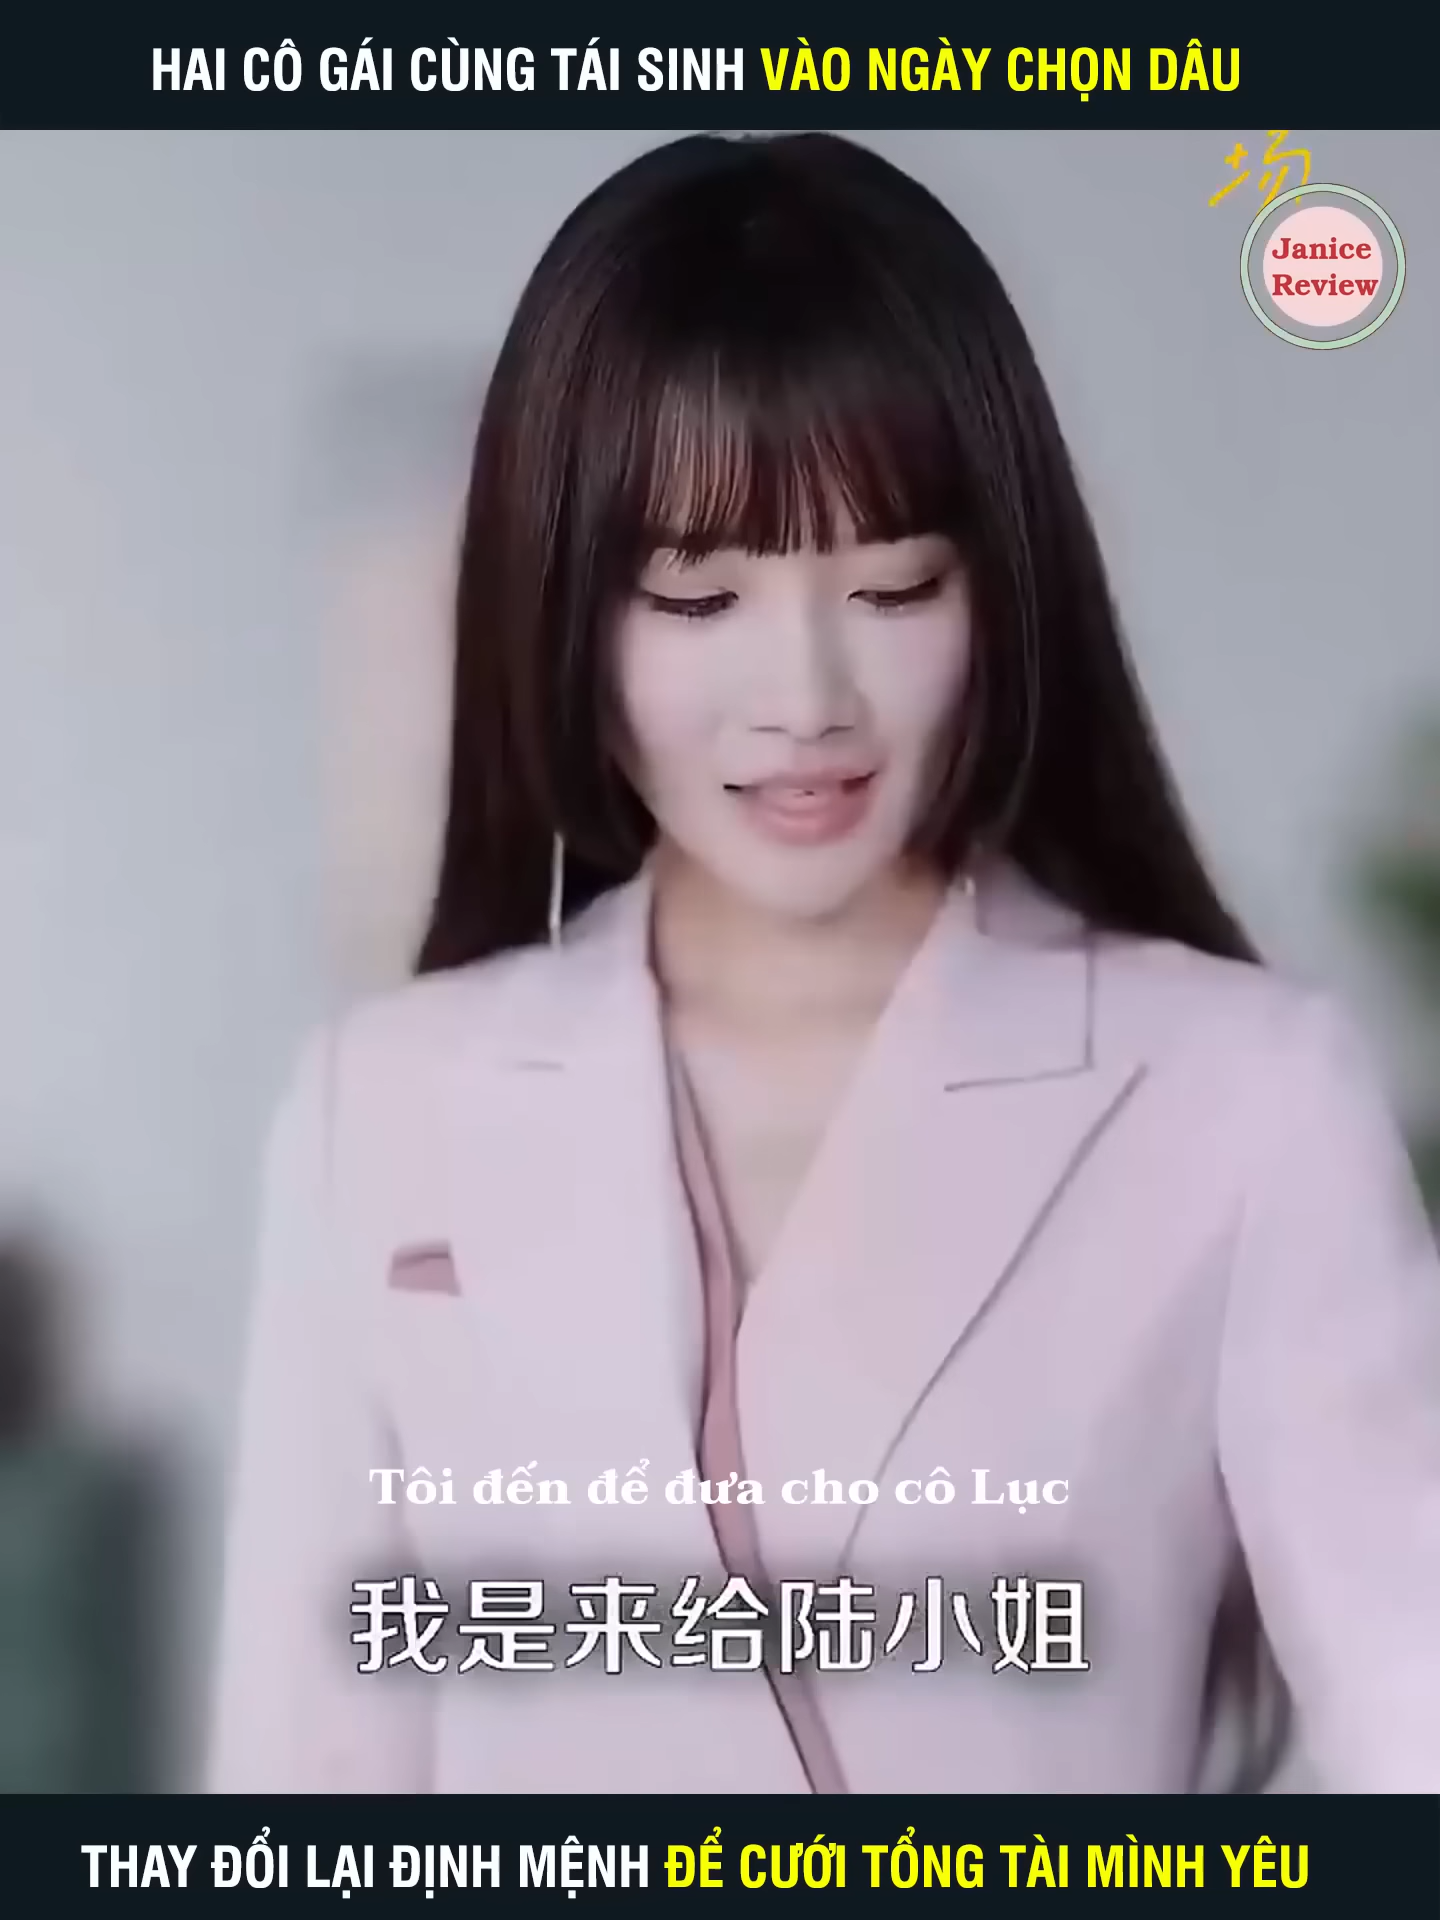 HAI CÔ GÁI CÙNG TÁI SINH VÀO NGÀY CHỌN DÂU
场
Janice
Review
Tôi đến để đưa cho cô Lục
我是来给陆小姐
THAY ĐỔI LẠI ĐỊNH MỆNH ĐỂ CƯỚI TỔNG TÀI MÌNH YÊU